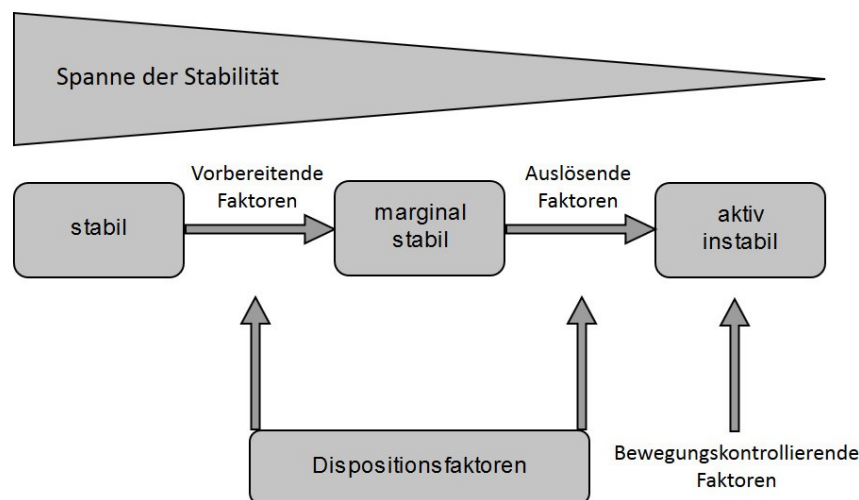 Spanne der Stabilität
Vorbereitende
Faktoren
Auslösende
Faktoren
stabil
marginal
stabil
aktiv
instabil
Dispositionsfaktoren
Bewegungskontrollierende
Faktoren